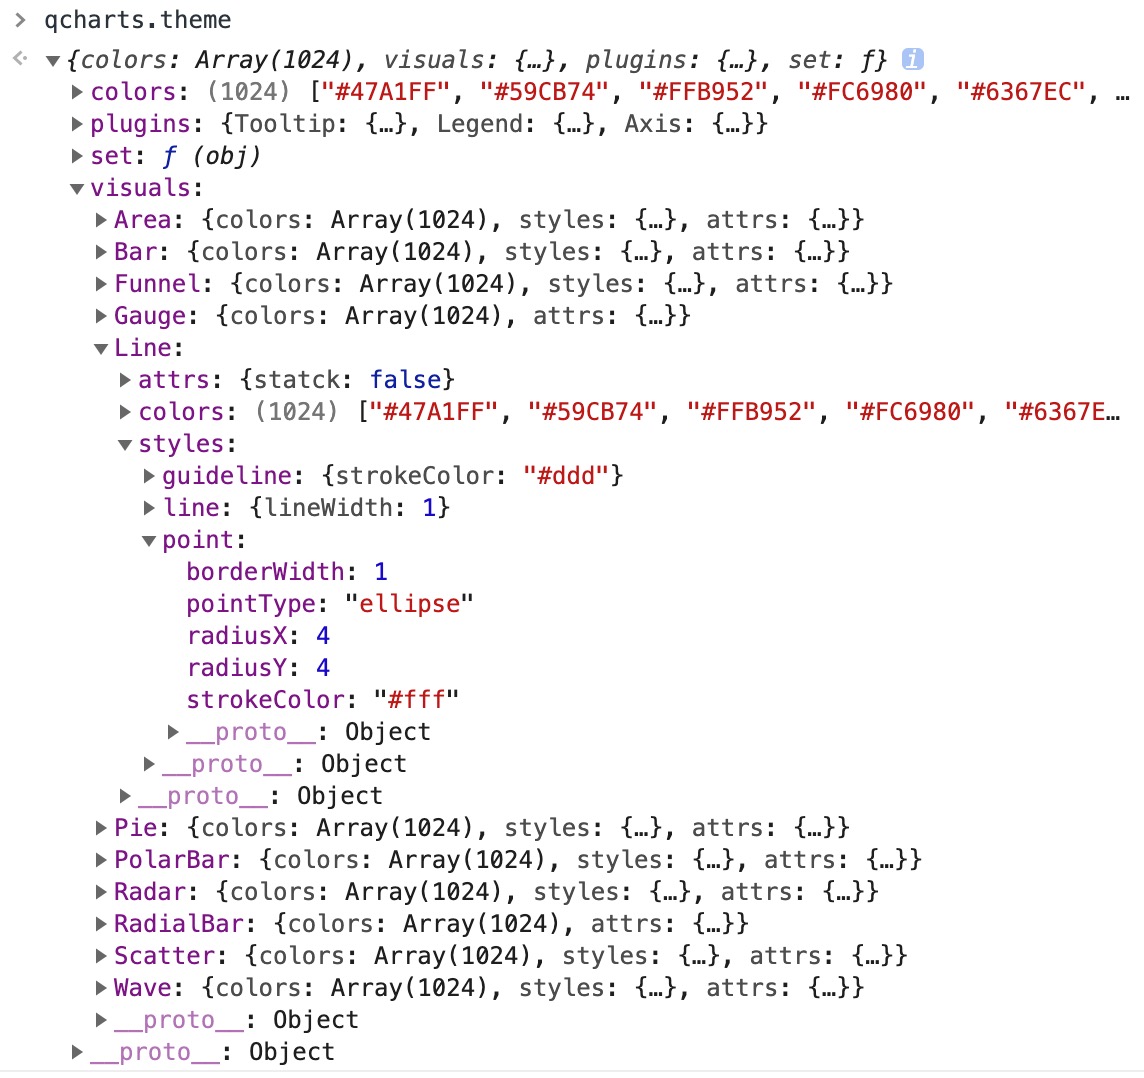 > qcharts.theme
<· ▼{colors: Array(1024), visuals: {…}, plugins: {…}, set: ƒ} i
▶colors: (1024) ["#47A1FF", "#59CB74", "#FFB952", "#FC6980", "#6367EC", …
▶plugins: {Tooltip: {…}, Legend: {…}, Axis: {…}}
▶set: ƒ (obj)
▼visuals:
▶Area: {colors: Array(1024), styles: {…}, attrs: {…}}
▶Bar: {colors: Array(1024), styles: {…}, attrs: {…}}
▶Funnel: {colors: Array(1024), styles: {…}, attrs: {…}}
▶Gauge: {colors: Array(1024), attrs: {…}}
▼Line:
▶attrs: {statck: false}
▶colors: (1024) ["#47A1FF", "#59CB74", "#FFB952", "#FC6980", "#6367E…
▼styles:
▶guideline: {strokeColor: "#ddd"}
▶line: {lineWidth: 1}
▼point:
borderWidth: 1
pointType: "ellipse"
radiusX: 4
radiusY: 4
strokeColor: "#fff"
▶__proto__: Object
▶__proto__: Object
▶__proto__: Object
▶Pie: {colors: Array(1024), styles: {…}, attrs: {…}}
▶PolarBar: {colors: Array(1024), styles: {…}, attrs: {…}}
▶Radar: {colors: Array(1024), styles: {…}, attrs: {…}}
▶RadialBar: {colors: Array(1024), attrs: {…}}
▶Scatter: {colors: Array(1024), styles: {…}, attrs: {…}}
▶Wave: {colors: Array(1024), styles: {…}, attrs: {…}}
▶__proto__: Object
▶__proto__: Object